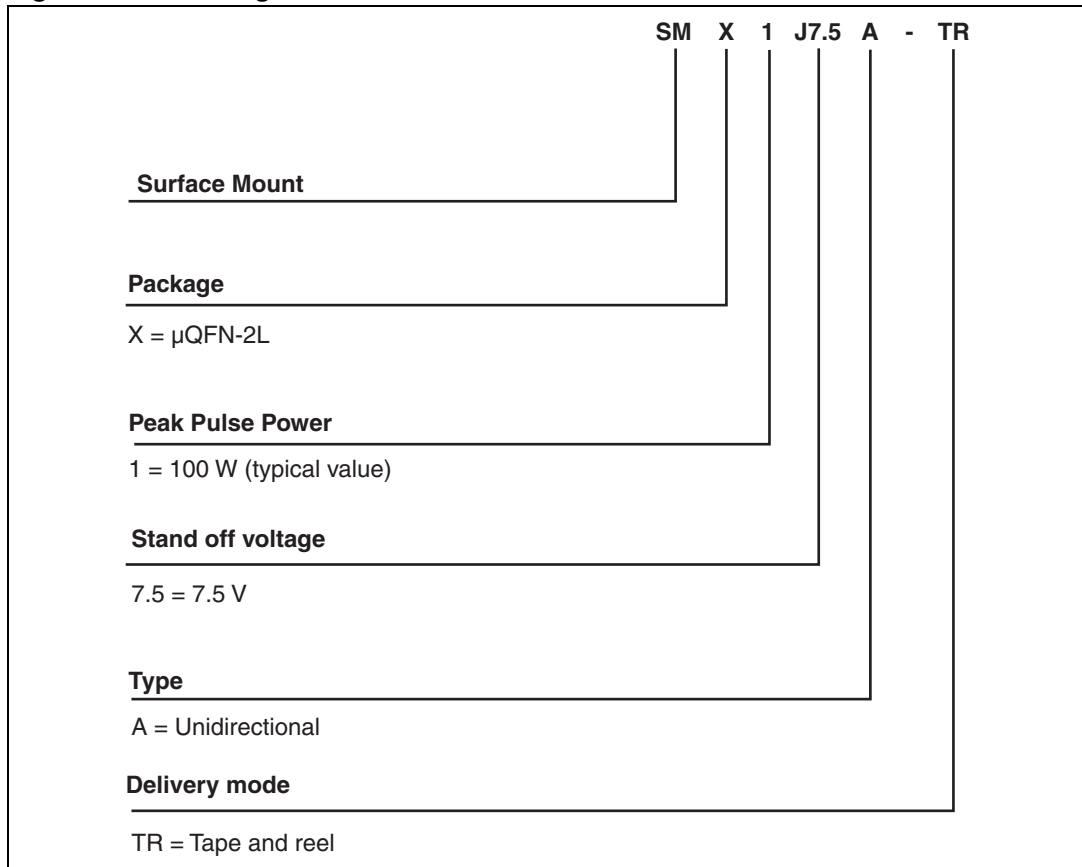 SM X 1 J7.5 A - TR
Surface Mount
Package
X = µQFN-2L
Peak Pulse Power
1 = 100 W (typical value)
Stand off voltage
7.5 = 7.5 V
Type
A = Unidirectional
Delivery mode
TR = Tape and reel